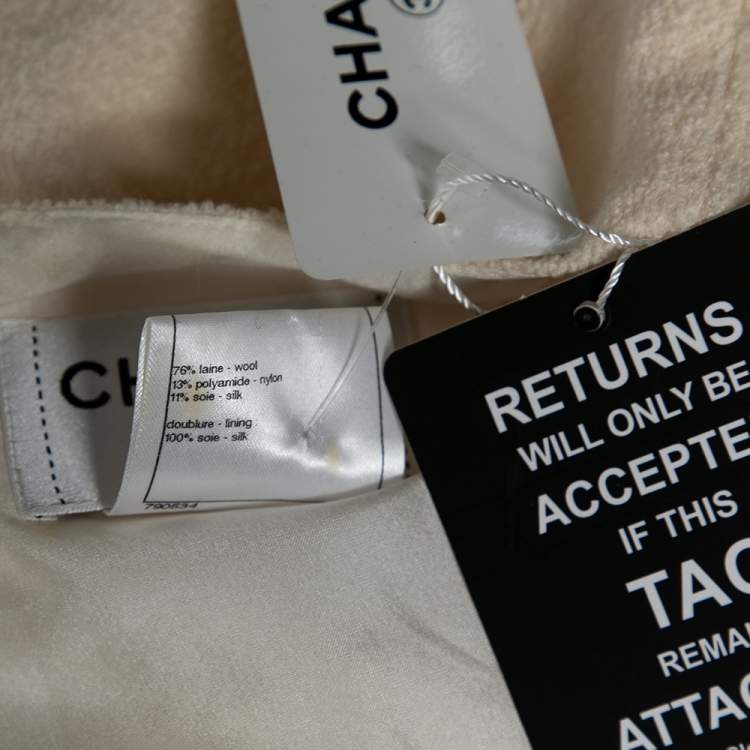 CHA
©
CH
76% laine - wool
13% polyamide - nylon
11% soie - silk
doublure - lining
100% soie - silk
790534
RETURNS
WILL ONLY BE
ACCEPTE
IF THIS
TAG
REMAI
ATTAC